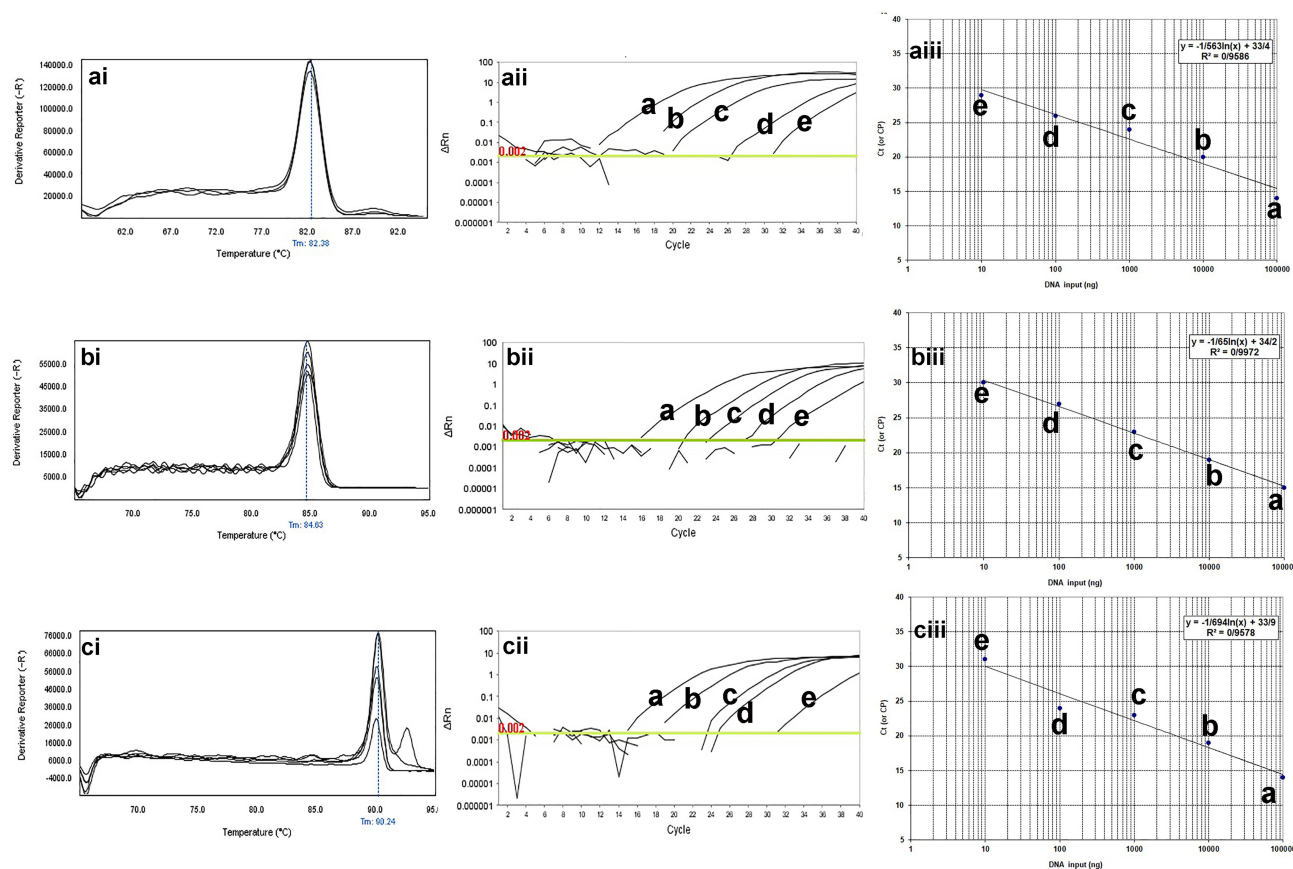 ai
140000.0
120000.0
100000.0
80000.0
60000.0
40000.0
20000.0
Derivative Reporter (−R')
62.0 67.0 72.0 77.0 82.0 87.0 92.0
Tm: 82.38
Temperature (°C)
aii
100
10
1
0.1
0.01
0.001
0.0001
0.000001
ΔRn
0.002
a
b
c
d
e
2 4 6 8 10 12 14 16 18 20 22 24 26 28 30 32 34 36 38 40
Cycle
aiii
40
35
30
25
20
15
10
5
Ct (or CP)
y = -1/563ln(x) + 33/4
R² = 0/9586
e
d
c
b
a
1 10 100 1000 10000 100000
DNA input (ng)
bi
55000.0
45000.0
35000.0
25000.0
15000.0
5000.0
Derivative Reporter (−R')
70.0 75.0 80.0 85.0 90.0 95.0
Tm: 84.63
Temperature (°C)
bii
100
10
1
0.1
0.01
0.001
0.0001
0.00001
0.000001
ΔRn
0.002
a
b
c
d
e
2 4 6 8 10 12 14 16 18 20 22 24 26 28 30 32 34 36 38 40
Cycle
biii
40
35
30
25
20
15
10
5
Ct (or CP)
y = -1/65ln(x) + 34/2
R² = 0/9972
e
d
c
b
a
1 10 100 1000 10000 10000
DNA input (ng)
ci
76000.0
66000.0
56000.0
46000.0
36000.0
26000.0
16000.0
6000.0
-4000.0
Derivative Reporter (−R')
70.0 75.0 80.0 85.0 90.0 95.0
Tm: 90.24
Temperature (°C)
cii
100
10
1
0.1
0.01
0.001
0.0001
0.00001
0.000001
ΔRn
0.002
a
b
c
d
e
2 4 6 8 10 12 14 16 18 20 22 24 26 28 30 32 34 36 38 40
Cycle
ciii
40
35
30
25
20
15
10
5
Ct (or CP)
y = -1/694ln(x) + 33/9
R² = 0/9578
e
d
c
b
a
1 10 100 1000 10000 100000
DNA input (ng)